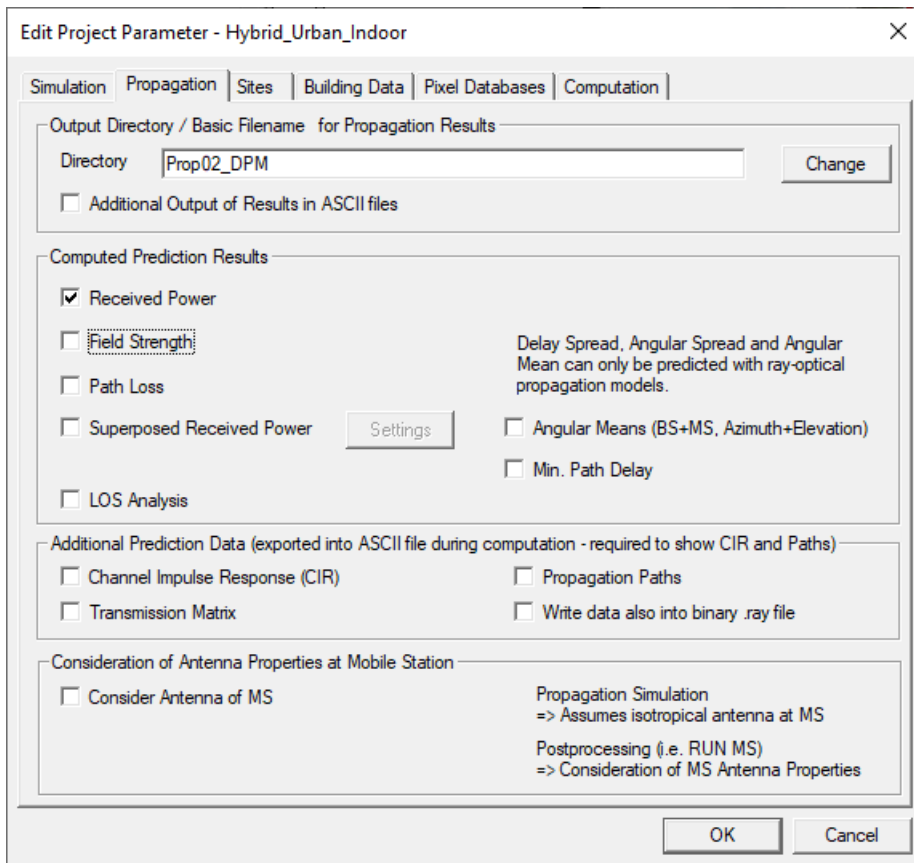 Edit Project Parameter - Hybrid_Urban_Indoor
Simulation Propagation Sites Building Data Pixel Databases Computation
Output Directory / Basic Filename for Propagation Results
Directory Prop02_DPM Change
Additional Output of Results in ASCII files
Computed Prediction Results
Received Power
Field Strength
Path Loss
Superposed Received Power Settings
LOS Analysis
Delay Spread, Angular Spread and Angular
Mean can only be predicted with ray-optical
propagation models.
Angular Means (BS+MS, Azimuth+Elevation)
Min. Path Delay
Additional Prediction Data (exported into ASCII file during computation - required to show CIR and Paths)
Channel Impulse Response (CIR) Propagation Paths
Transmission Matrix Write data also into binary .ray file
Consideration of Antenna Properties at Mobile Station
Consider Antenna of MS
Propagation Simulation
=> Assumes isotropical antenna at MS
Postprocessing (i.e. RUN MS)
=> Consideration of MS Antenna Properties
OK Cancel